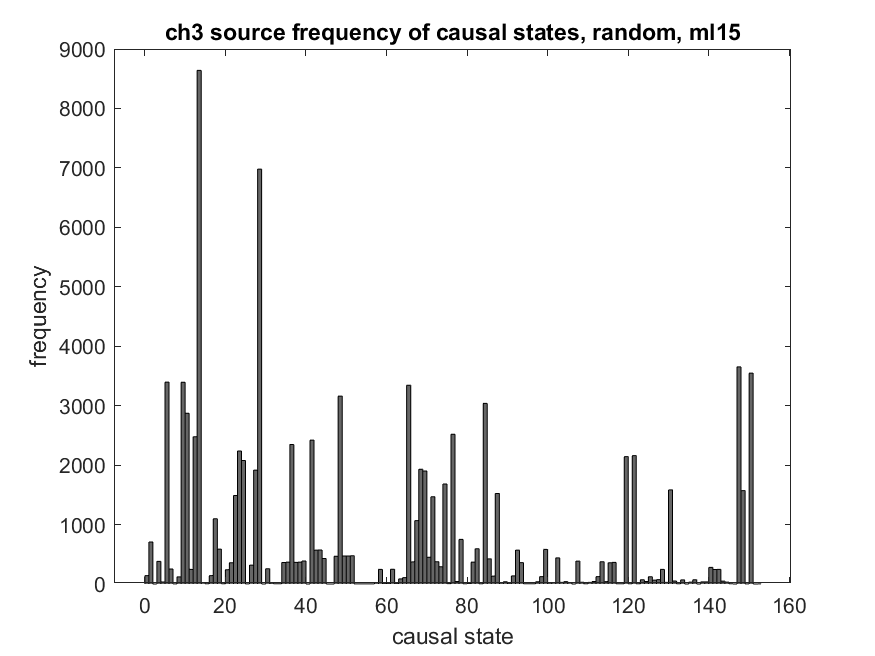 ch3 source frequency of causal states, random, ml15
9000
8000
7000
6000
5000
4000
3000
2000
1000
0
frequency
0 20 40 60 80 100 120 140 160
causal state